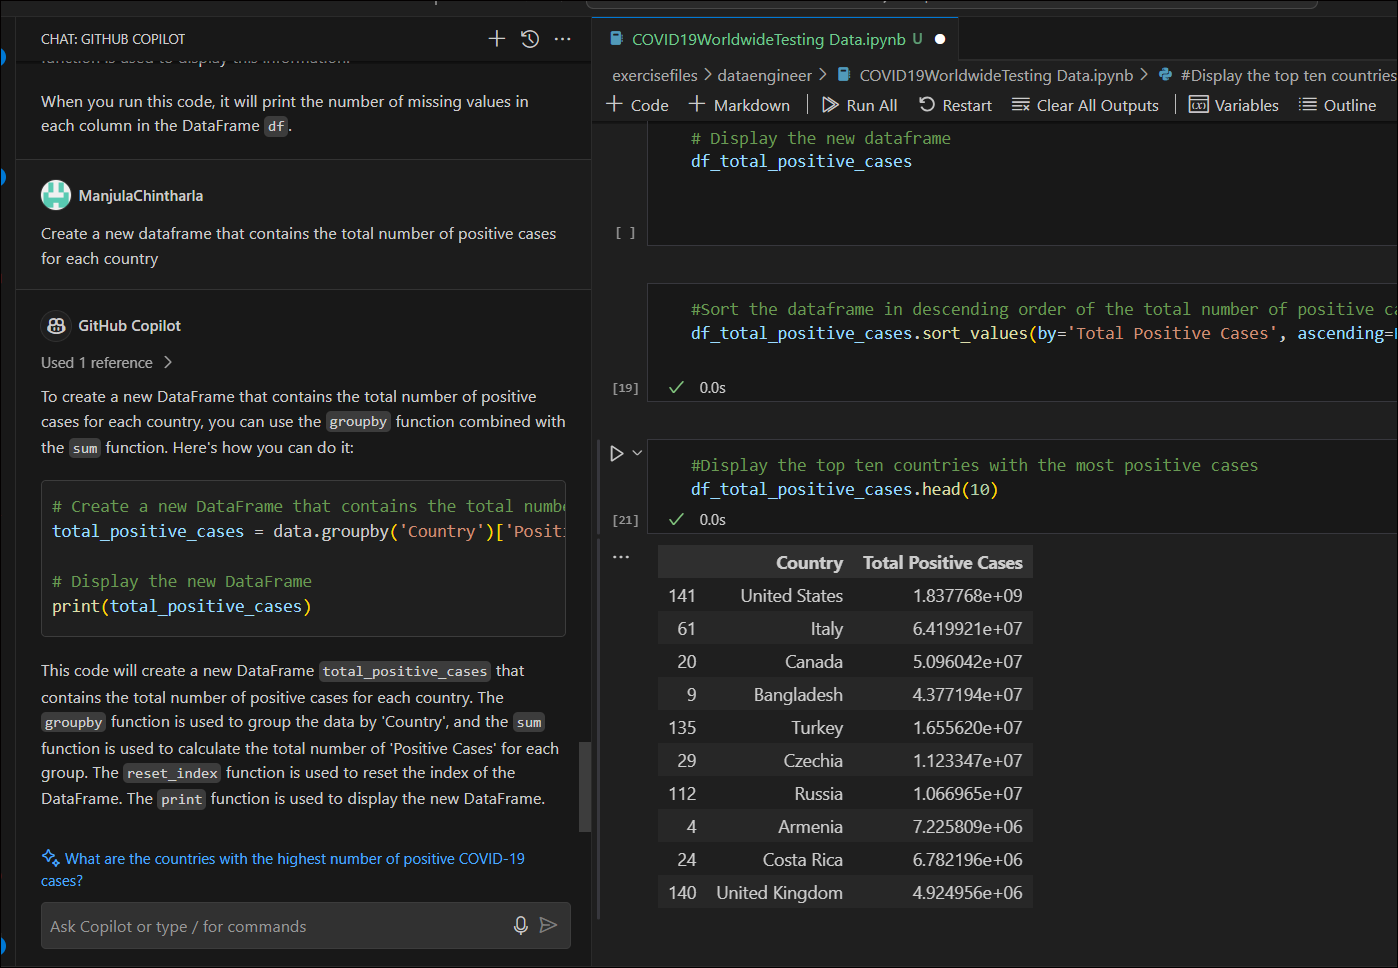 CHAT: GITHUB COPILOT
When you run this code, it will print the number of missing values in
each column in the DataFrame df.
ManjulaChintharla
Create a new dataframe that contains the total number of positive cases
for each country
GitHub Copilot
Used 1 reference
To create a new DataFrame that contains the total number of positive
cases for each country, you can use the groupby function combined with
the sum function. Here's how you can do it:
# Create a new DataFrame that contains the total numbe
total_positive_cases = data.groupby('Country')['Positi
# Display the new DataFrame
print(total_positive_cases)
This code will create a new DataFrame total_positive_cases that
contains the total number of positive cases for each country. The
groupby function is used to group the data by 'Country', and the sum
function is used to calculate the total number of 'Positive Cases' for each
group. The reset_index function is used to reset the index of the
DataFrame. The print function is used to display the new DataFrame.
What are the countries with the highest number of positive COVID-19
cases?
Ask Copilot or type / for commands
COVID19WorldwideTesting Data.ipynb U
exercisefiles > dataengineer > COVID19WorldwideTesting Data.ipynb > #Display the top ten countries
+ Code + Markdown Run All Restart Clear All Outputs Variables Outline
# Display the new dataframe
df_total_positive_cases
[ ]
#Sort the dataframe in descending order of the total number of positive ca
df_total_positive_cases.sort_values(by='Total Positive Cases', ascending=
[19] 0.0s
#Display the top ten countries with the most positive cases
df_total_positive_cases.head(10)
[21] 0.0s
...
Country Total Positive Cases
141 United States 1.837768e+09
61 Italy 6.419921e+07
20 Canada 5.096042e+07
9 Bangladesh 4.377194e+07
135 Turkey 1.655620e+07
29 Czechia 1.123347e+07
112 Russia 1.066965e+07
4 Armenia 7.225809e+06
24 Costa Rica 6.782196e+06
140 United Kingdom 4.924956e+06